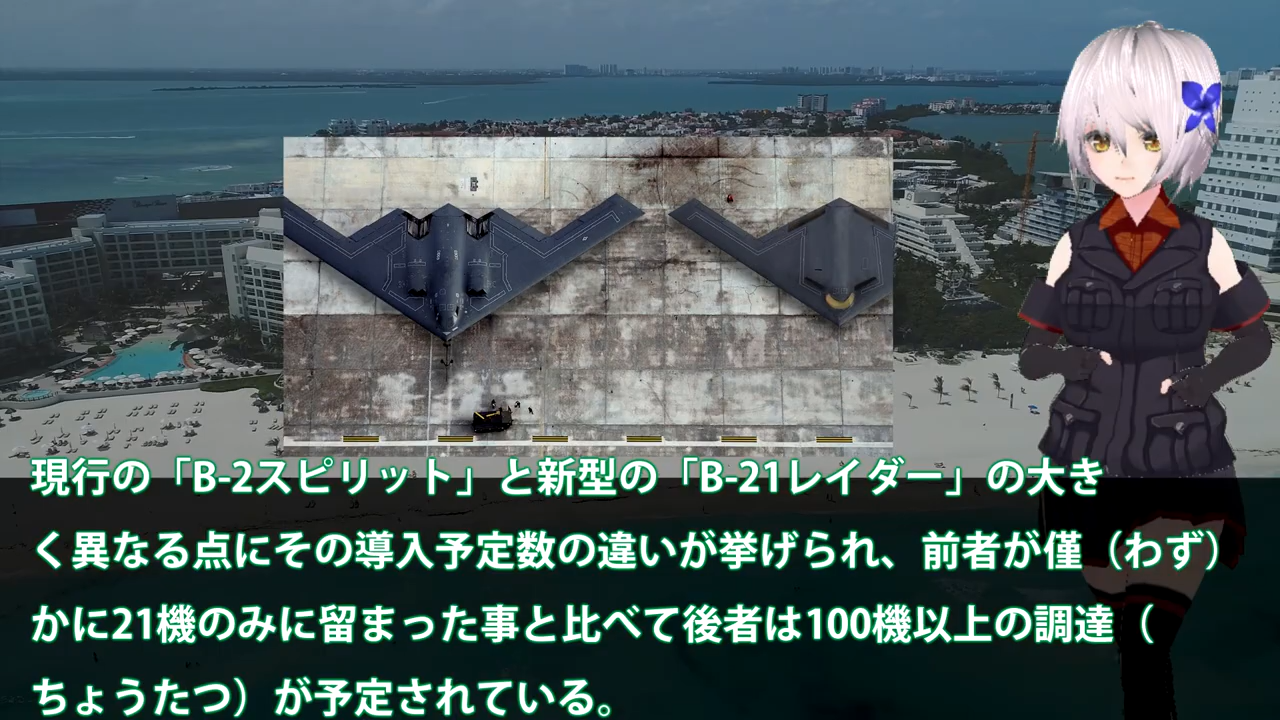 現行の「B-2スピリット」と新型の「B-21レイダー」の大き
く異なる点にその導入予定数の違いが挙げられ、前者が僅（わず）
かに21機のみに留まった事と比べて後者は100機以上の調達（
ちょうたつ）が予定されている。